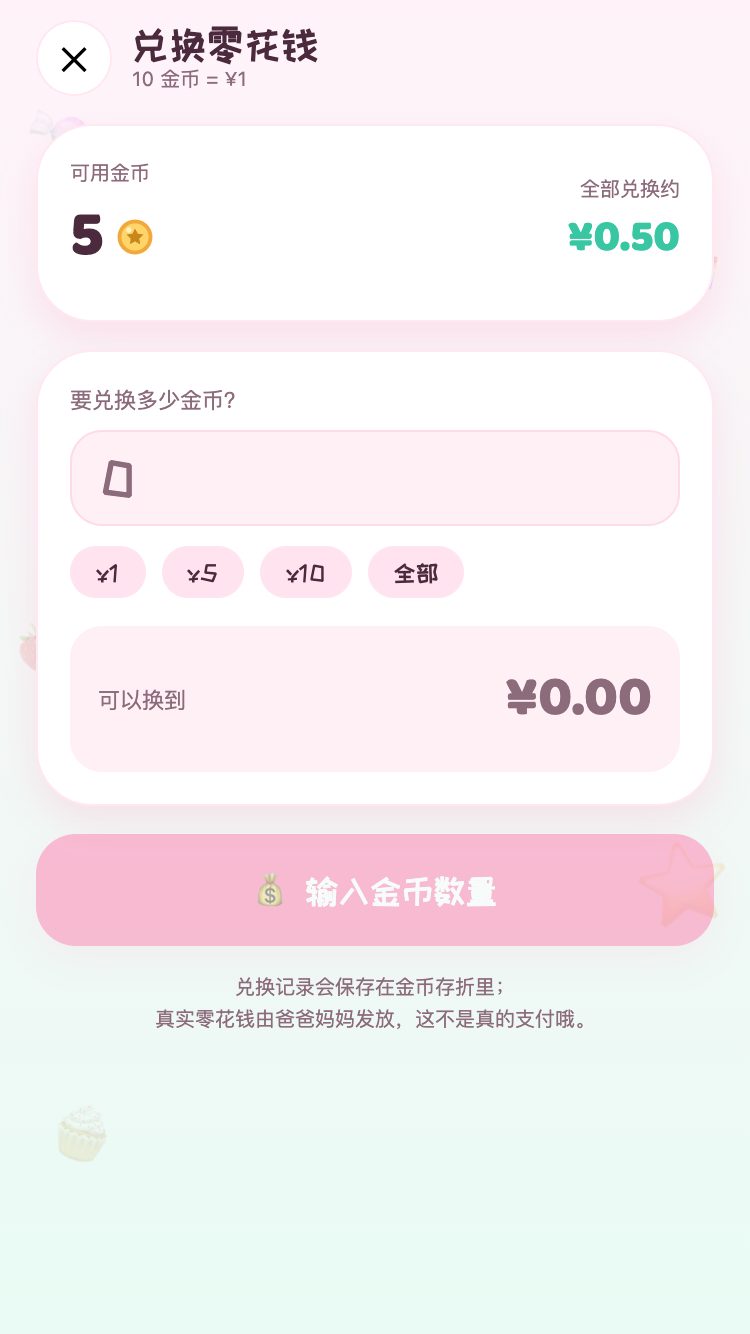 兑换零花钱
10 金币 = ¥1
可用金币
全部兑换约
5
¥0.50
要兑换多少金币?
0
¥1 ¥5 ¥10 全部
可以换到
¥0.00
输入金币数量
兑换记录会保存在金币存折里；
真实零花钱由爸爸妈妈发放，这不是真的支付哦。